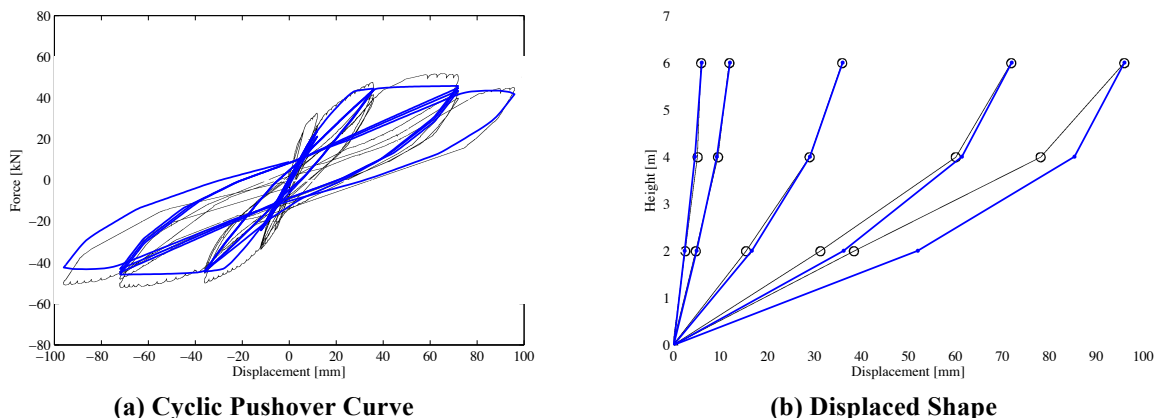 80
60
40
20
0
−20
−40
−60
−80
Force [kN]
−100 −80 −60 −40 −20 0 20 40 60 80 100
Displacement [mm]
(a) Cyclic Pushover Curve
7
6
5
4
3
2
1
0
Height [m]
0 10 20 30 40 50 60 70 80 90 100
Displacement [mm]
(b) Displaced Shape